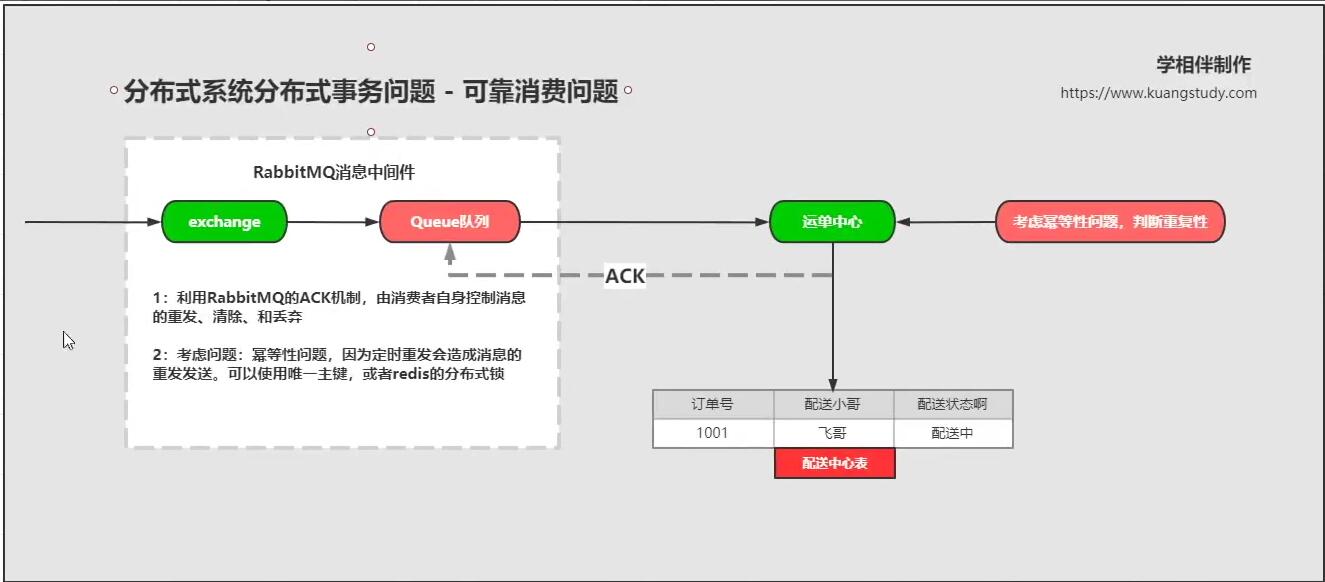 学相伴制作
https://www.kuangstudy.com
分布式系统分布式事务问题 - 可靠消费问题
RabbitMQ消息中间件
exchange
Queue队列
运单中心
考虑幂等性问题，判断重复性
ACK
1：利用RabbitMQ的ACK机制，由消费者自身控制消息
的重发、清除、和丢弃
2：考虑问题：幂等性问题，因为定时重发会造成消息的
重发发送。可以使用唯一主键，或者redis的分布式锁
订单号 配送小哥 配送状态啊
1001 飞哥 配送中
配送中心表